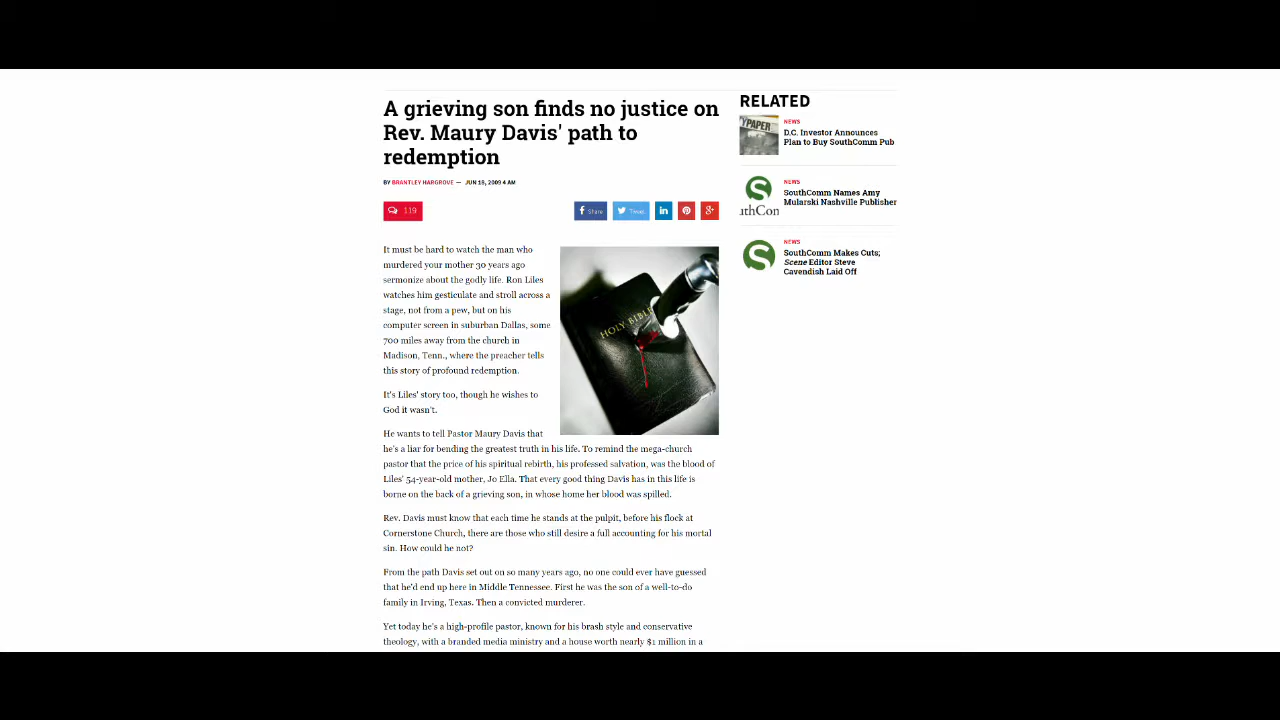 A grieving son finds no justice on
Rev. Maury Davis' path to
redemption
BY BRANTLEY HARGROVE — JUN 18, 2009 4 AM
119
Share
Tweet
It must be hard to watch the man who
murdered your mother 30 years ago
sermonize about the godly life. Ron Liles
watches him gesticulate and stroll across a
stage, not from a pew, but on his
computer screen in suburban Dallas, some
700 miles away from the church in
Madison, Tenn., where the preacher tells
this story of profound redemption.
HOLY BIBLE
It's Liles' story too, though he wishes to
God it wasn't.
He wants to tell Pastor Maury Davis that
he's a liar for bending the greatest truth in his life. To remind the mega-church
pastor that the price of his spiritual rebirth, his professed salvation, was the blood of
Liles' 54-year-old mother, Jo Ella. That every good thing Davis has in this life is
borne on the back of a grieving son, in whose home her blood was spilled.
Rev. Davis must know that each time he stands at the pulpit, before his flock at
Cornerstone Church, there are those who still desire a full accounting for his mortal
sin. How could he not?
From the path Davis set out on so many years ago, no one could ever have guessed
that he'd end up here in Middle Tennessee. First he was the son of a well-to-do
family in Irving, Texas. Then a convicted murderer.
Yet today he's a high-profile pastor, known for his brash style and conservative
theology, with a branded media ministry and a house worth nearly $1 million in a
RELATED
YPAPER
NEWS
D.C. Investor Announces
Plan to Buy SouthComm Pub
uthCon
NEWS
SouthComm Names Amy
Mularski Nashville Publisher
NEWS
SouthComm Makes Cuts;
Scene Editor Steve
Cavendish Laid Off